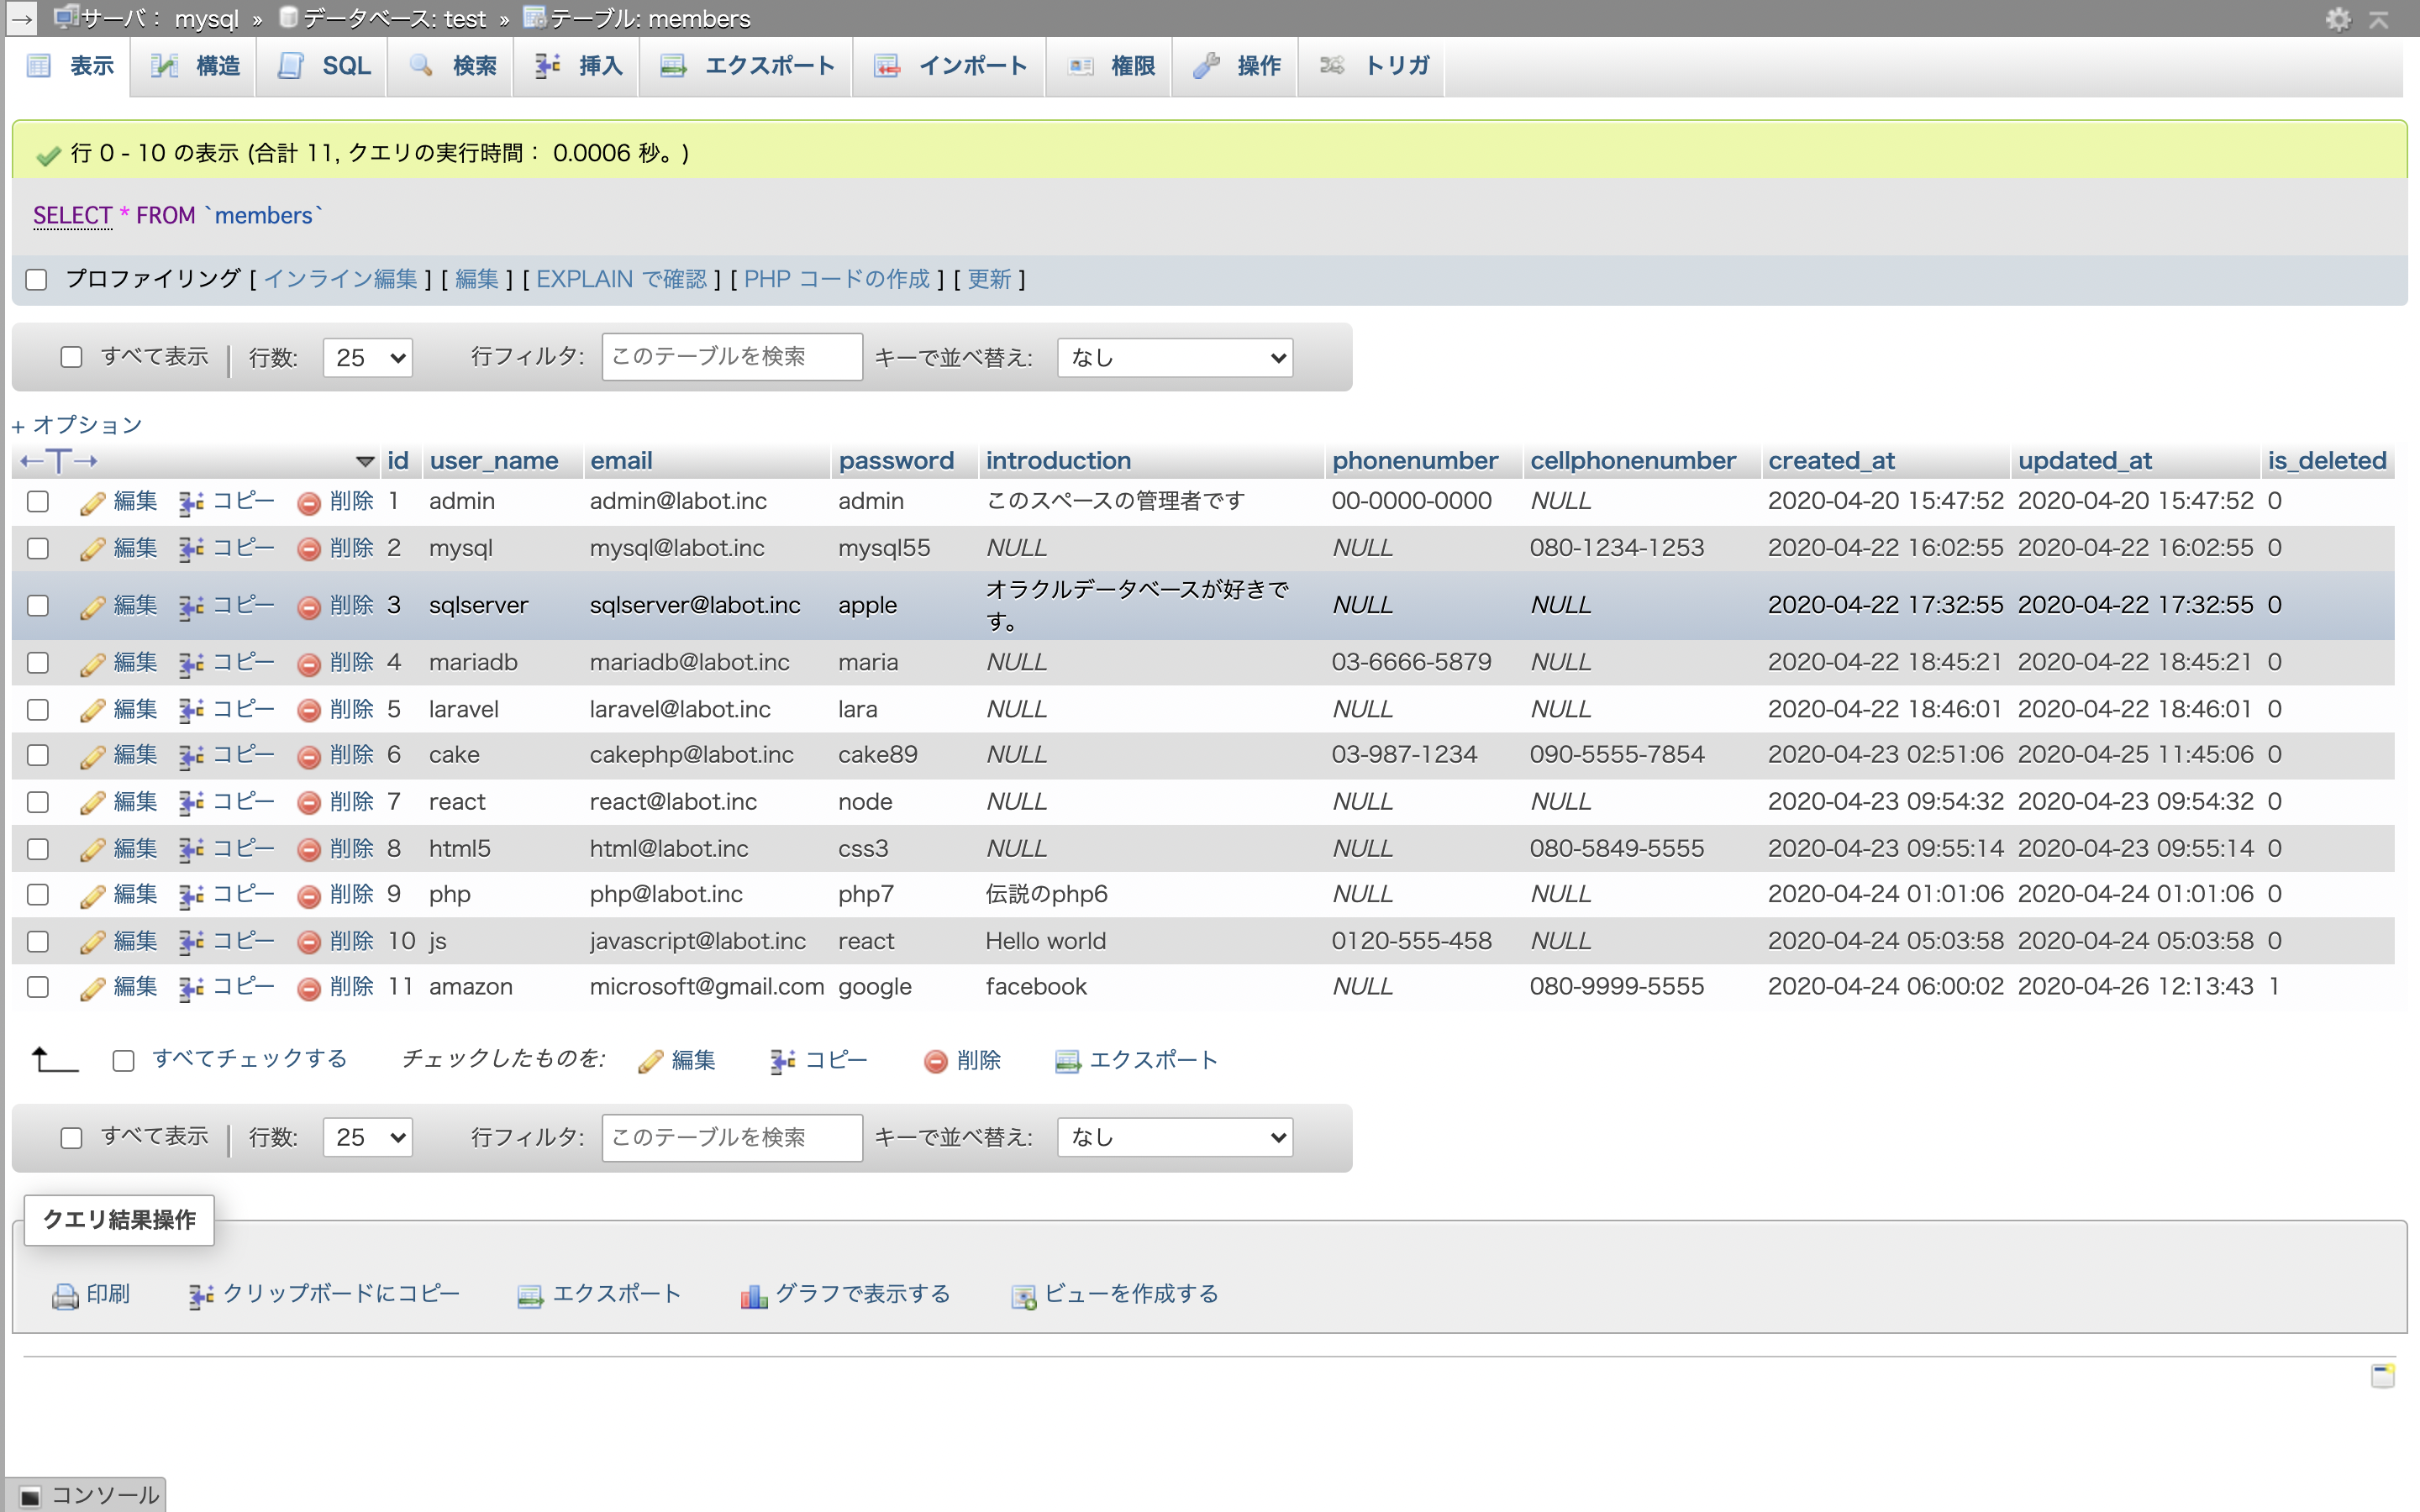 → サーバ： mysql » データベース: test » テーブル: members
表示 構造 SQL 検索 挿入 エクスポート インポート 権限 操作 トリガ
行 0 - 10 の表示 (合計 11, クエリの実行時間： 0.0006 秒。)
SELECT * FROM `members`
プロファイリング [ インライン編集 ] [ 編集 ] [ EXPLAIN で確認 ] [ PHP コードの作成 ] [ 更新 ]
すべて表示 | 行数: 25 行フィルタ: このテーブルを検索 キーで並べ替え: なし
+ オプション
←T→ id user_name email password introduction phonenumber cellphonenumber created_at updated_at is_deleted
編集 コピー 削除 1 admin admin@labot.inc admin このスペースの管理者です 00-0000-0000 NULL 2020-04-20 15:47:52 2020-04-20 15:47:52 0
編集 コピー 削除 2 mysql mysql@labot.inc mysql55 NULL NULL 080-1234-1253 2020-04-22 16:02:55 2020-04-22 16:02:55 0
編集 コピー 削除 3 sqlserver sqlserver@labot.inc apple オラクルデータベースが好きで
す。 NULL NULL 2020-04-22 17:32:55 2020-04-22 17:32:55 0
編集 コピー 削除 4 mariadb mariadb@labot.inc maria NULL 03-6666-5879 NULL 2020-04-22 18:45:21 2020-04-22 18:45:21 0
編集 コピー 削除 5 laravel laravel@labot.inc lara NULL NULL NULL 2020-04-22 18:46:01 2020-04-22 18:46:01 0
編集 コピー 削除 6 cake cakephp@labot.inc cake89 NULL 03-987-1234 090-5555-7854 2020-04-23 02:51:06 2020-04-25 11:45:06 0
編集 コピー 削除 7 react react@labot.inc node NULL NULL NULL 2020-04-23 09:54:32 2020-04-23 09:54:32 0
編集 コピー 削除 8 html5 html@labot.inc css3 NULL NULL 080-5849-5555 2020-04-23 09:55:14 2020-04-23 09:55:14 0
編集 コピー 削除 9 php php@labot.inc php7 伝説のphp6 NULL NULL 2020-04-24 01:01:06 2020-04-24 01:01:06 0
編集 コピー 削除 10 js javascript@labot.inc react Hello world 0120-555-458 NULL 2020-04-24 05:03:58 2020-04-24 05:03:58 0
編集 コピー 削除 11 amazon microsoft@gmail.com google facebook NULL 080-9999-5555 2020-04-24 06:00:02 2020-04-26 12:13:43 1
すべてチェックする チェックしたものを: 編集 コピー 削除 エクスポート
すべて表示 | 行数: 25 行フィルタ: このテーブルを検索 キーで並べ替え: なし
クエリ結果操作
印刷 クリップボードにコピー エクスポート グラフで表示する ビューを作成する
コンソール